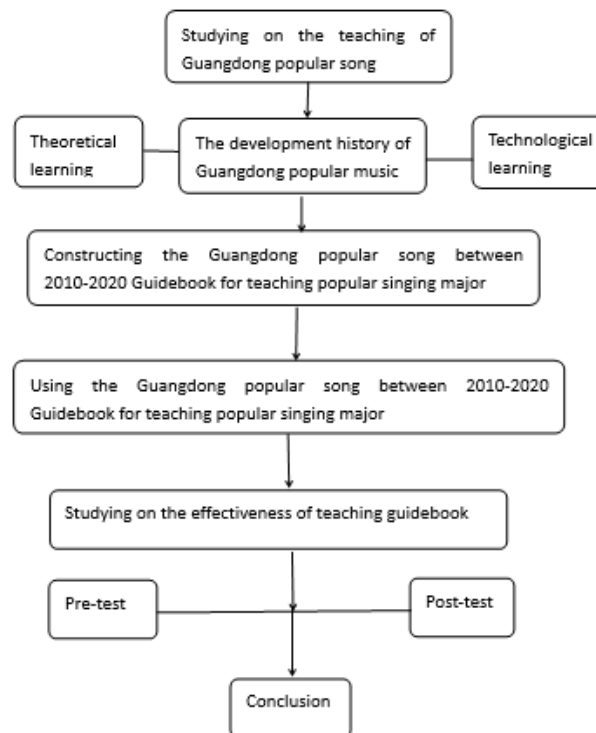 Studying on the teaching of
Guangdong popular song
Theoretical
learning
The development history of
Guangdong popular music
Technological
learning
Constructing the Guangdong popular song between
2010-2020 Guidebook for teaching popular singing major
Using the Guangdong popular song between 2010-2020
Guidebook for teaching popular singing major
Studying on the effectiveness of teaching guidebook
Pre-test
Post-test
Conclusion